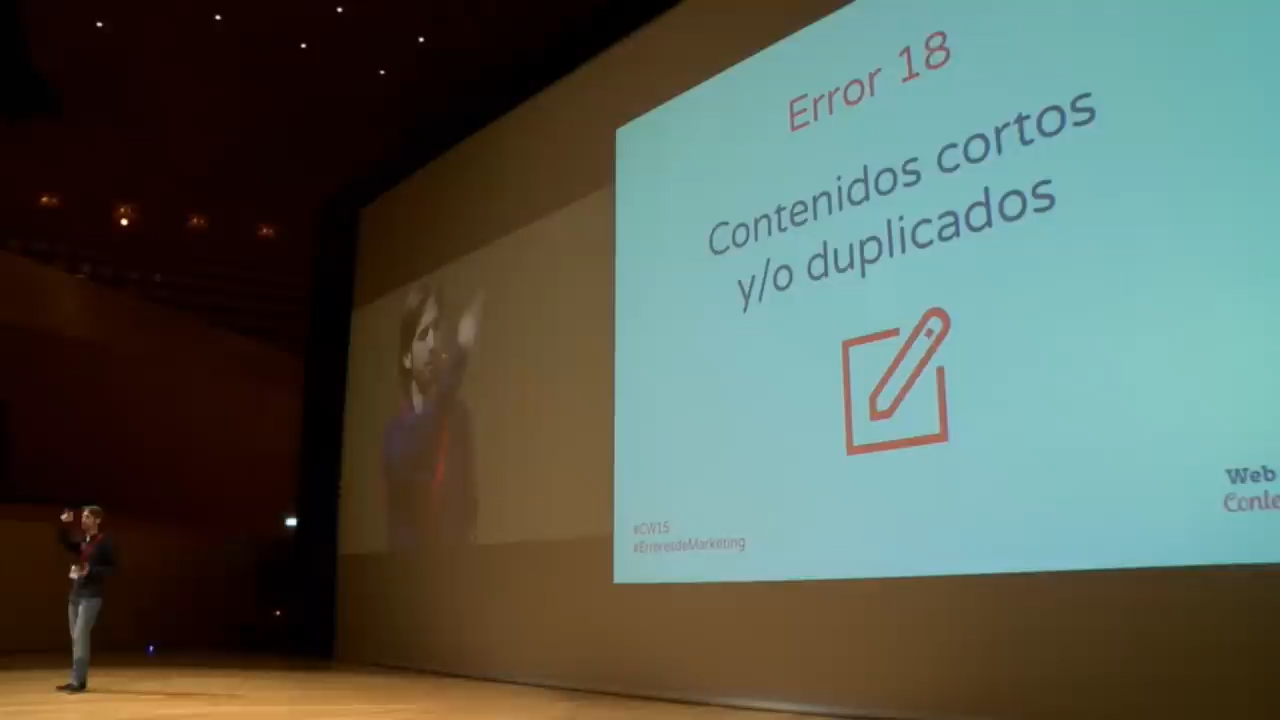 Error 18
Contenidos cortos
y/o duplicados
#CW15
#ErroresdeMarketing
Web